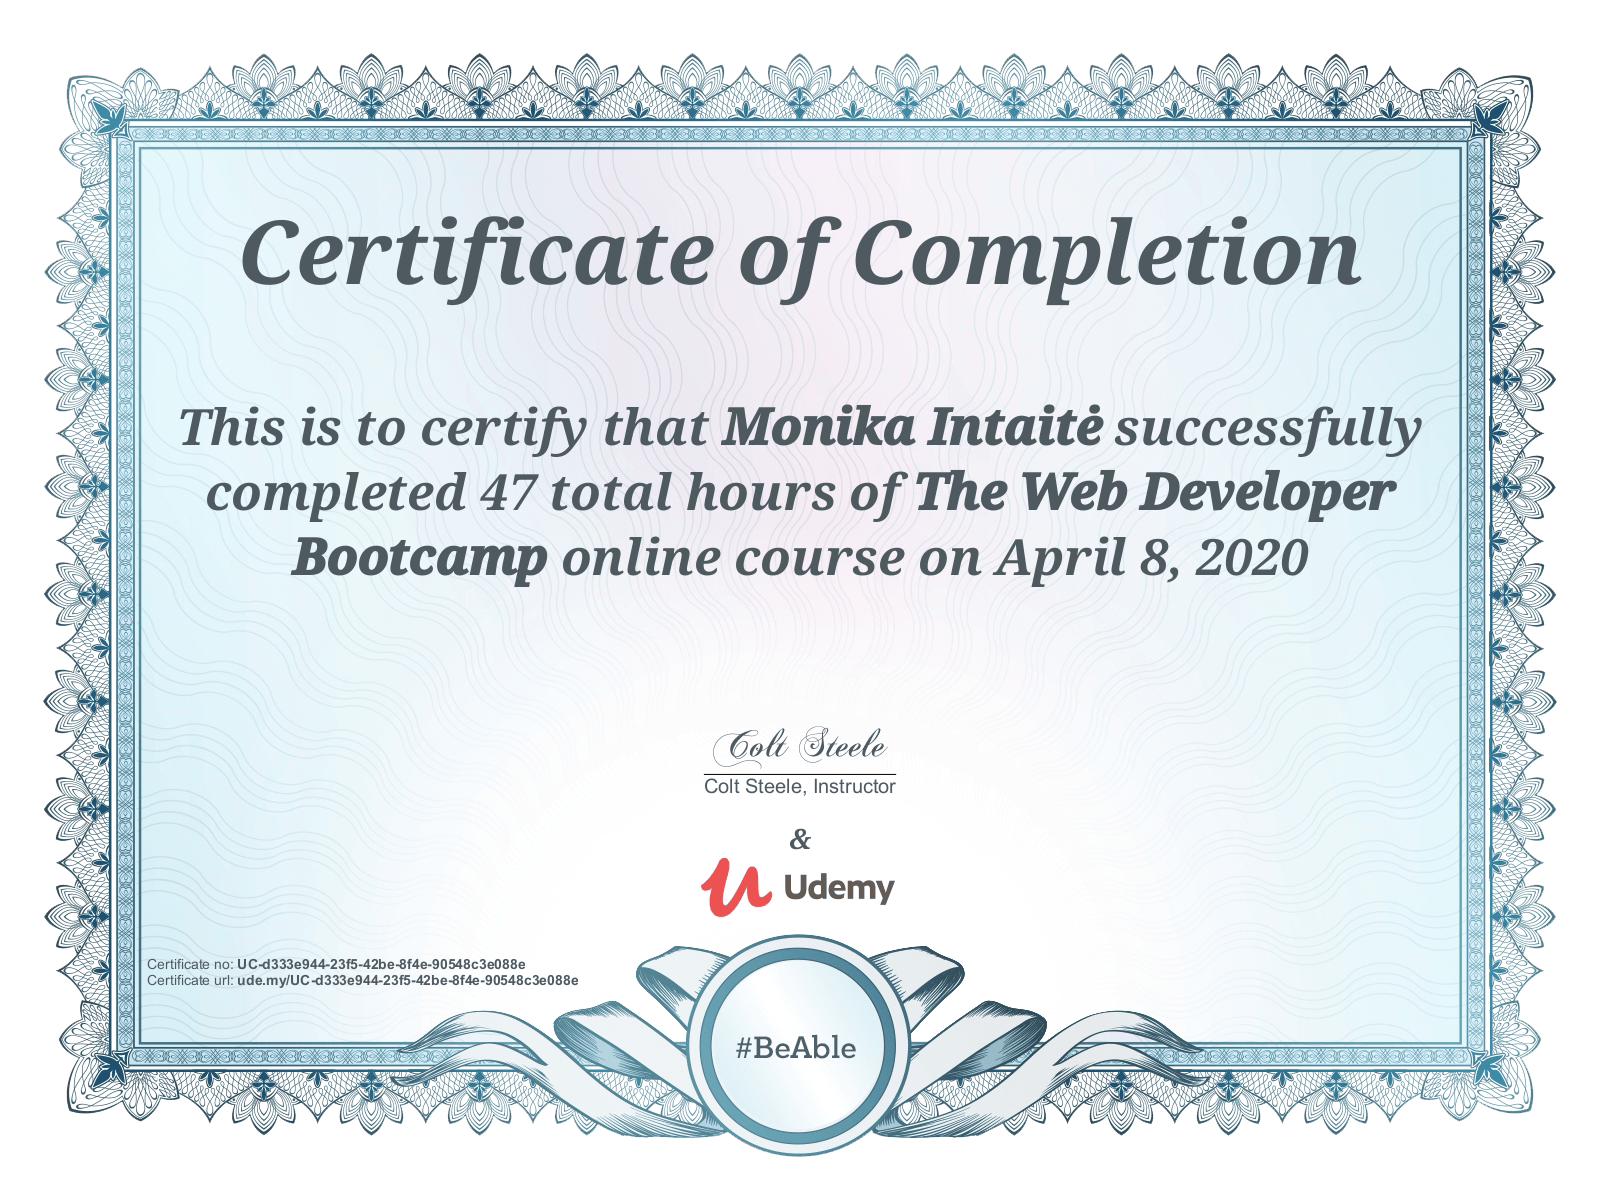 Certificate of Completion
This is to certify that Monika Intaitė successfully
completed 47 total hours of The Web Developer
Bootcamp online course on April 8, 2020
Colt Steele
Colt Steele, Instructor
&
Udemy
Certificate no: UC-d333e944-23f5-42be-8f4e-90548c3e088e
Certificate url: ude.my/UC-d333e944-23f5-42be-8f4e-90548c3e088e
#BeAble